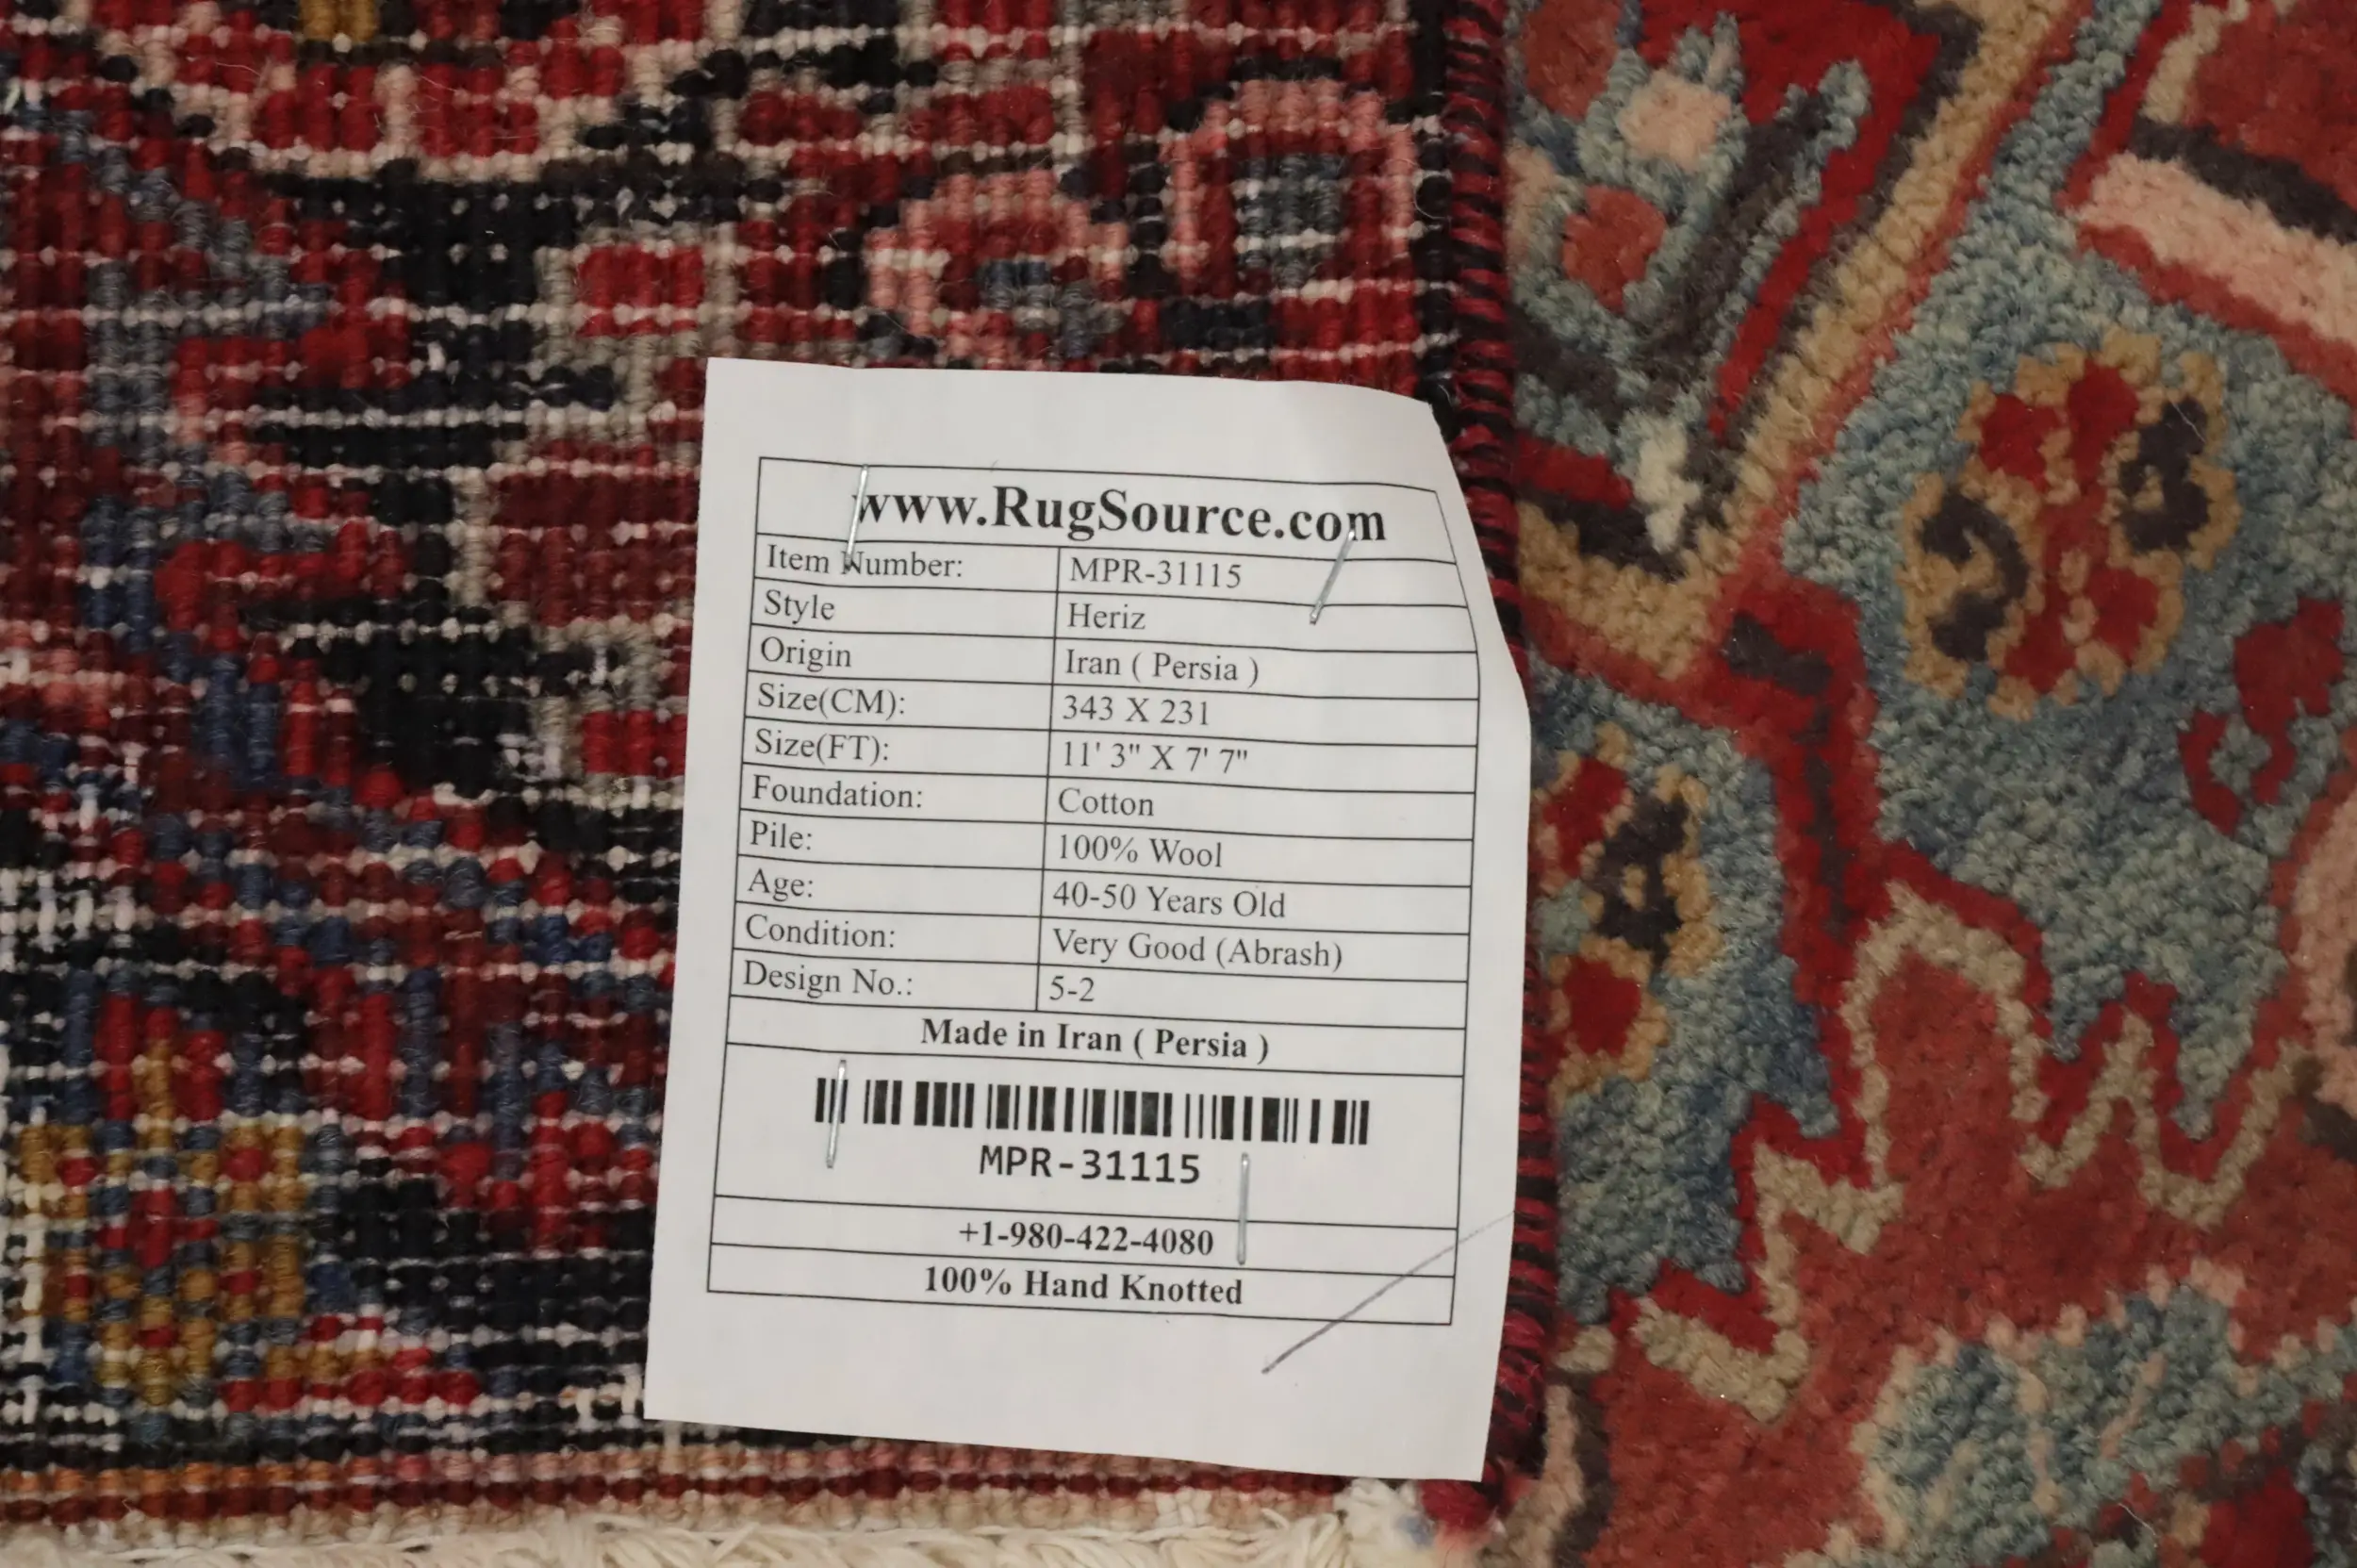 www.RugSource.com
Item Number: MPR-31115
Style Heriz
Origin Iran ( Persia )
Size(CM): 343 X 231
Size(FT): 11' 3" X 7' 7"
Foundation: Cotton
Pile: 100% Wool
Age: 40-50 Years Old
Condition: Very Good (Abrash)
Design No.: 5-2
Made in Iran ( Persia )
MPR-31115
+1-980-422-4080
100% Hand Knotted